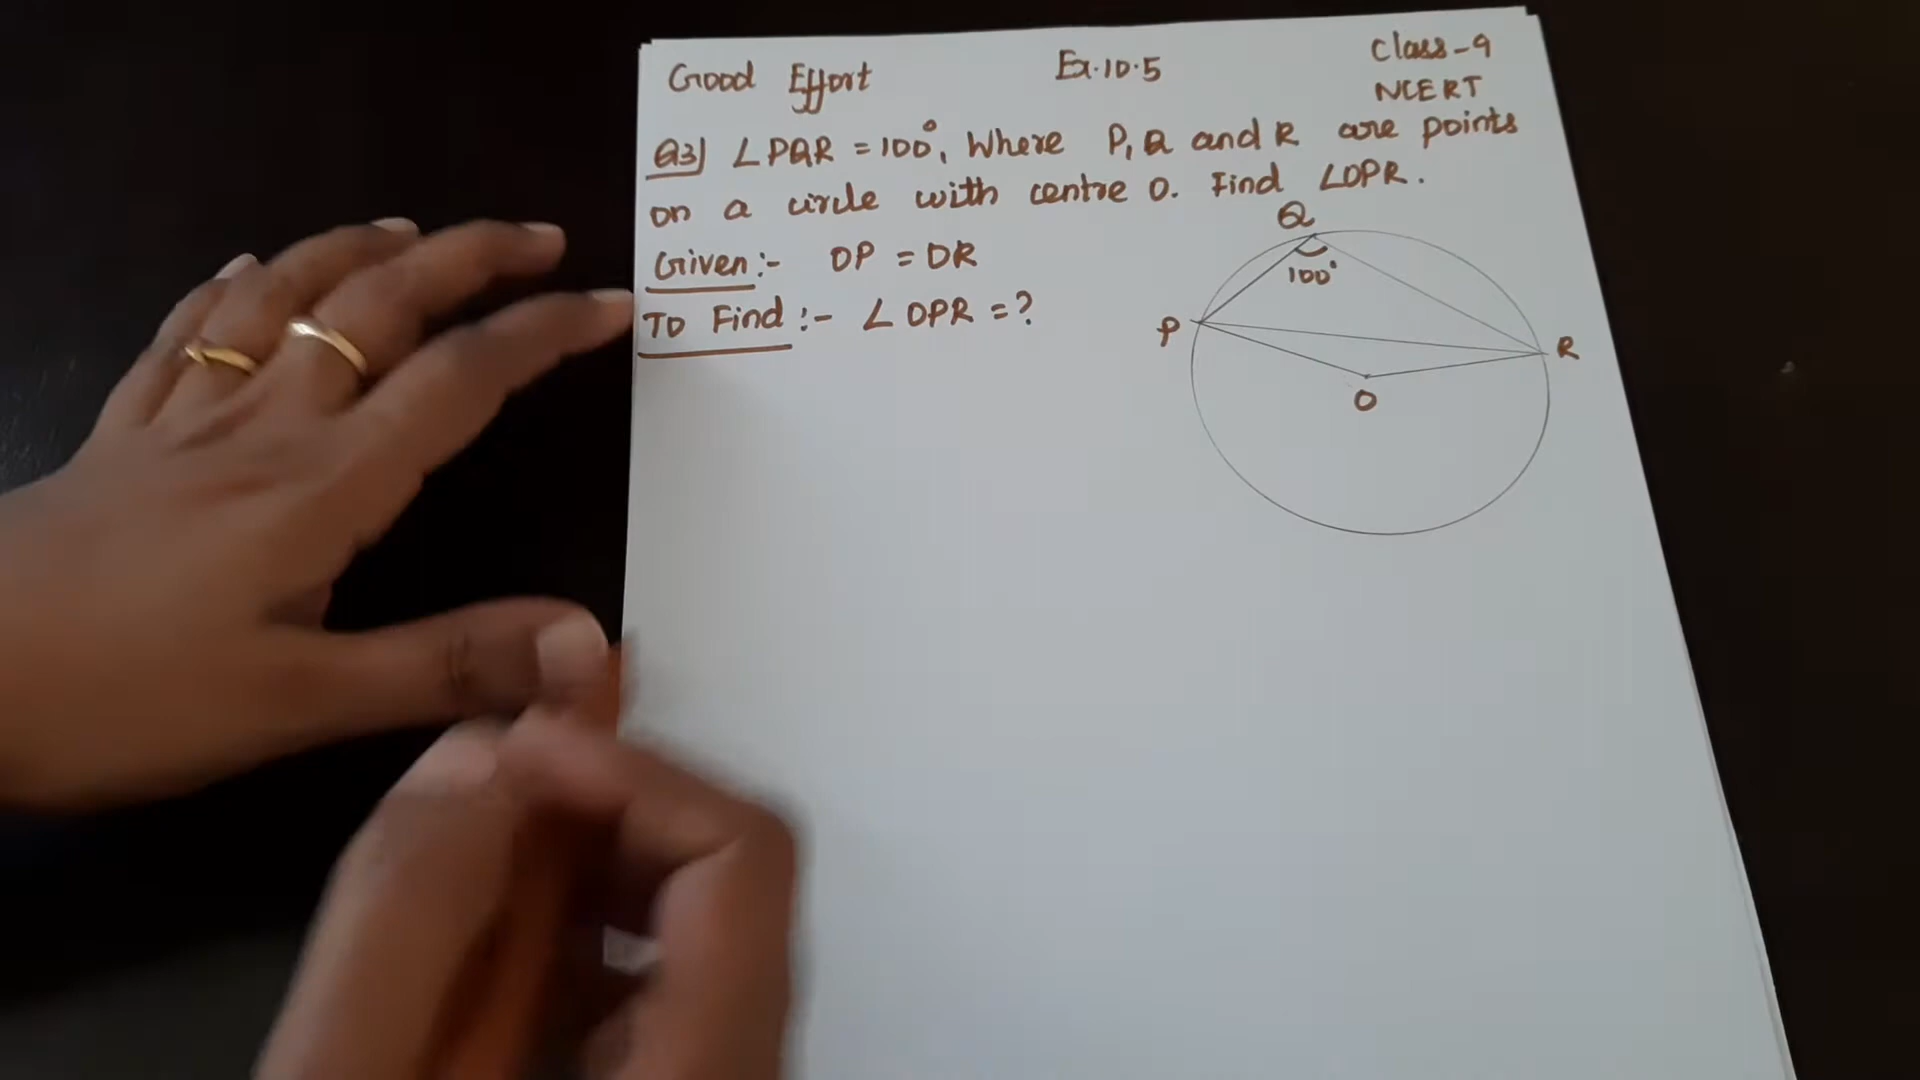 Good Effort Ex.10.5 Class-9
NCERT
Q3) ∠PQR = 100°, Where P, Q and R are points
on a circle with centre O. Find ∠OPR.
Given:- OP = OR
To Find:- ∠OPR = ?
Q
100°
P
R
O